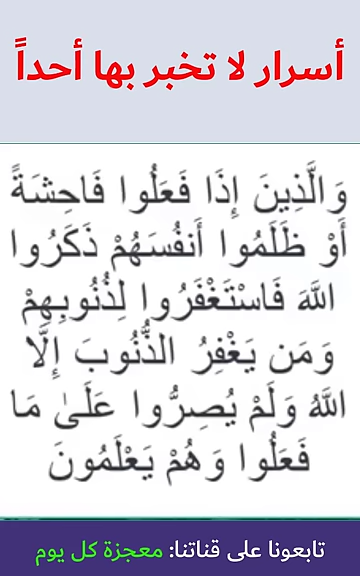 أسرار لا تخبر بها أحداً
وَالَّذِينَ إِذَا فَعَلُوا فَاحِشَةً
أَوْ ظَلَمُوا أَنفُسَهُمْ ذَكَرُوا
اللَّهَ فَاسْتَغْفَرُوا لِذُنُوبِهِمْ
وَمَن يَغْفِرُ الذُّنُوبَ إِلَّا
اللَّهُ وَلَمْ يُصِرُّوا عَلَىٰ مَا
فَعَلُوا وَهُمْ يَعْلَمُونَ
تابعونا على قناتنا: معجزة كل يوم